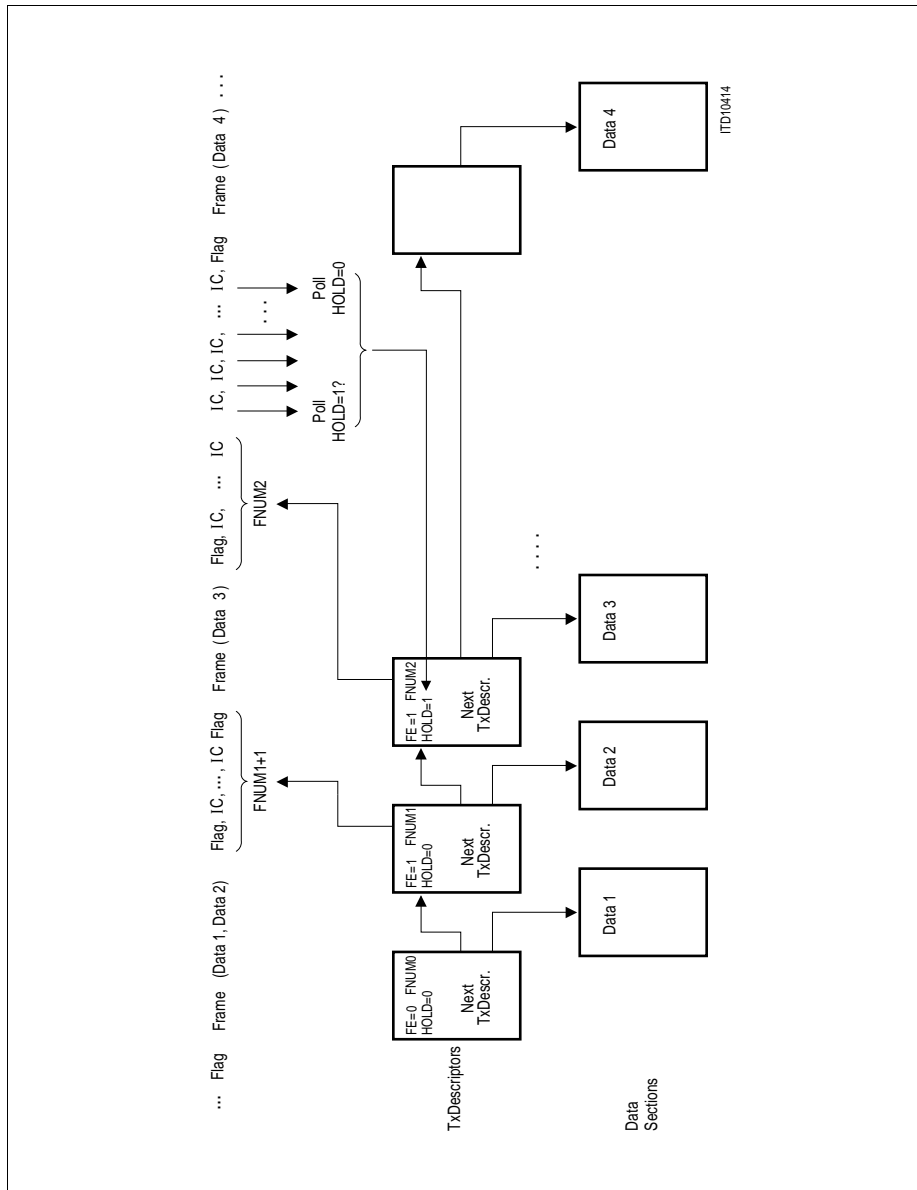 ... Flag Frame (Data 1, Data 2) Flag, IC, ..., IC Flag Frame (Data 3) Flag, IC, ... IC IC, IC, IC, ... IC, Flag Frame (Data 4) ...
FNUM1+1
FNUM2
Poll
HOLD=1?
. . .
Poll
HOLD=0
TxDescriptors
FE=0 FNUM0
HOLD=0
Next
TxDescr.
FE=1 FNUM1
HOLD=0
Next
TxDescr.
FE=1 FNUM2
HOLD=1
Next
TxDescr.
. . . .
Data
Sections
Data 1
Data 2
Data 3
Data 4
ITD10414